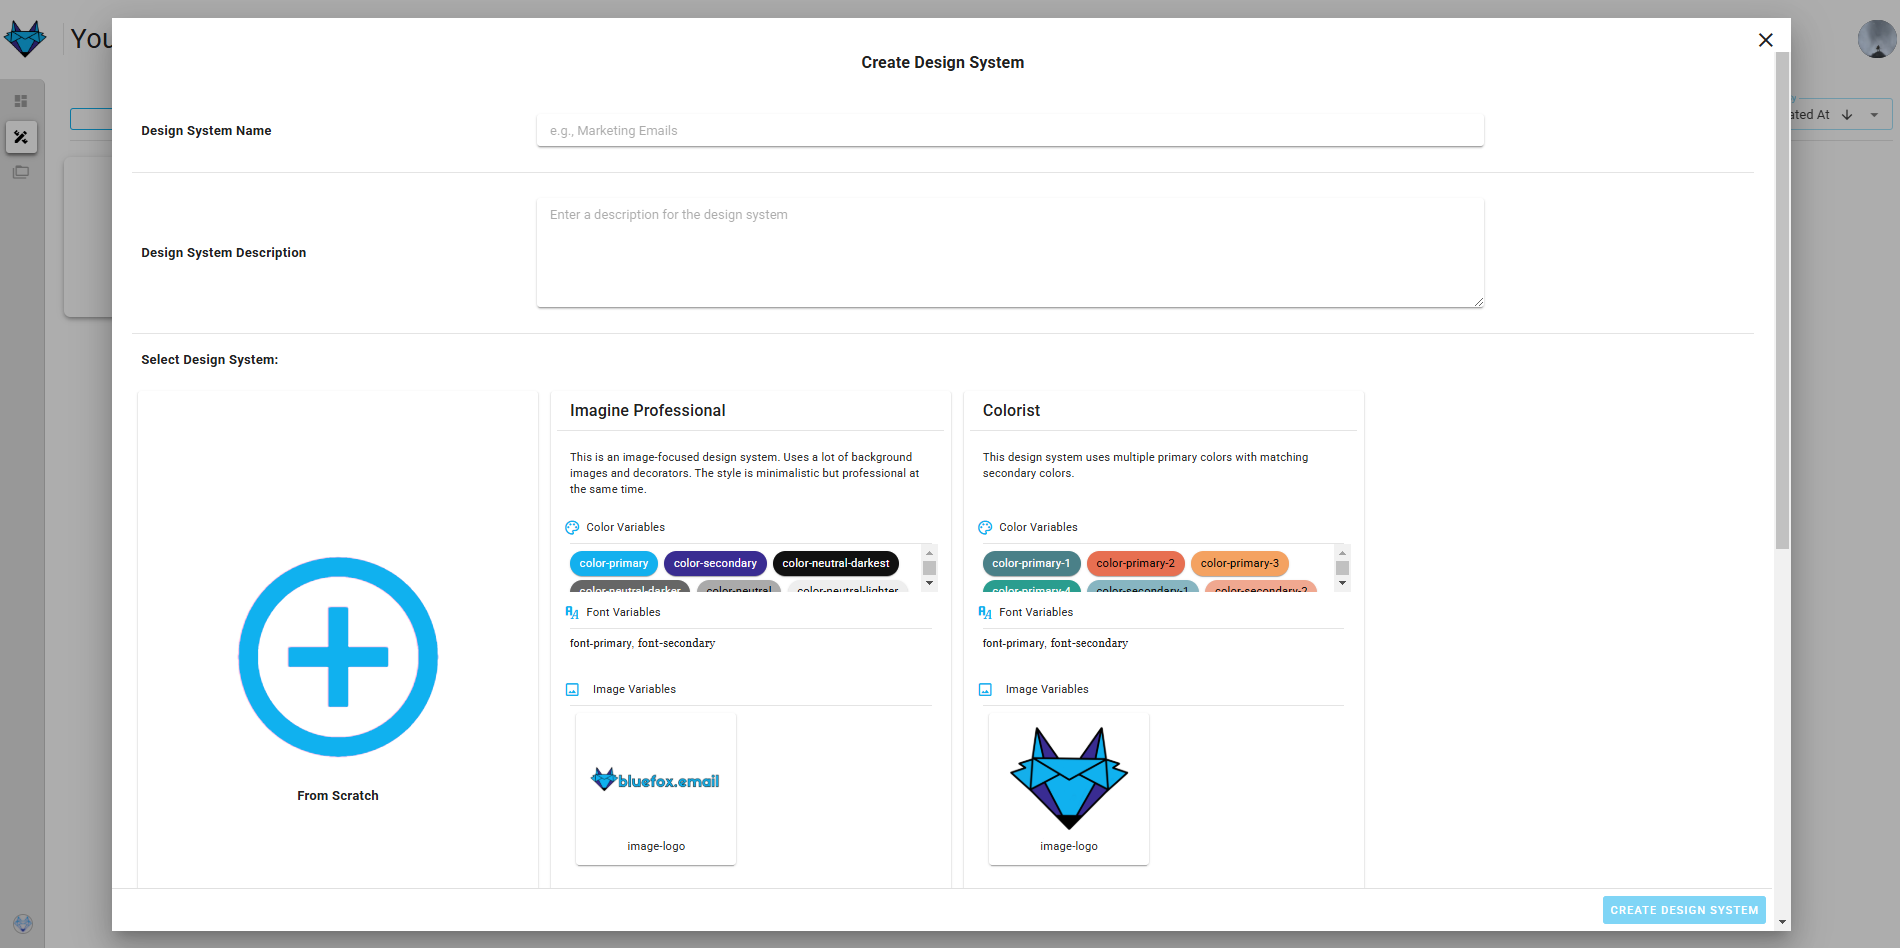 You
Create Design System
Design System Name
e.g., Marketing Emails
ated At
Design System Description
Enter a description for the design system
Select Design System:
From Scratch
Imagine Professional
This is an image-focused design system. Uses a lot of background
images and decorators. The style is minimalistic but professional at
the same time.
Color Variables
color-primary color-secondary color-neutral-darkest
color-neutral-darker color-neutral color-neutral-lighter
Font Variables
font-primary, font-secondary
Image Variables
bluefox.email
image-logo
Colorist
This design system uses multiple primary colors with matching
secondary colors.
Color Variables
color-primary-1 color-primary-2 color-primary-3
color-primary-4 color-secondary-1 color-secondary-2
Font Variables
font-primary, font-secondary
Image Variables
image-logo
CREATE DESIGN SYSTEM